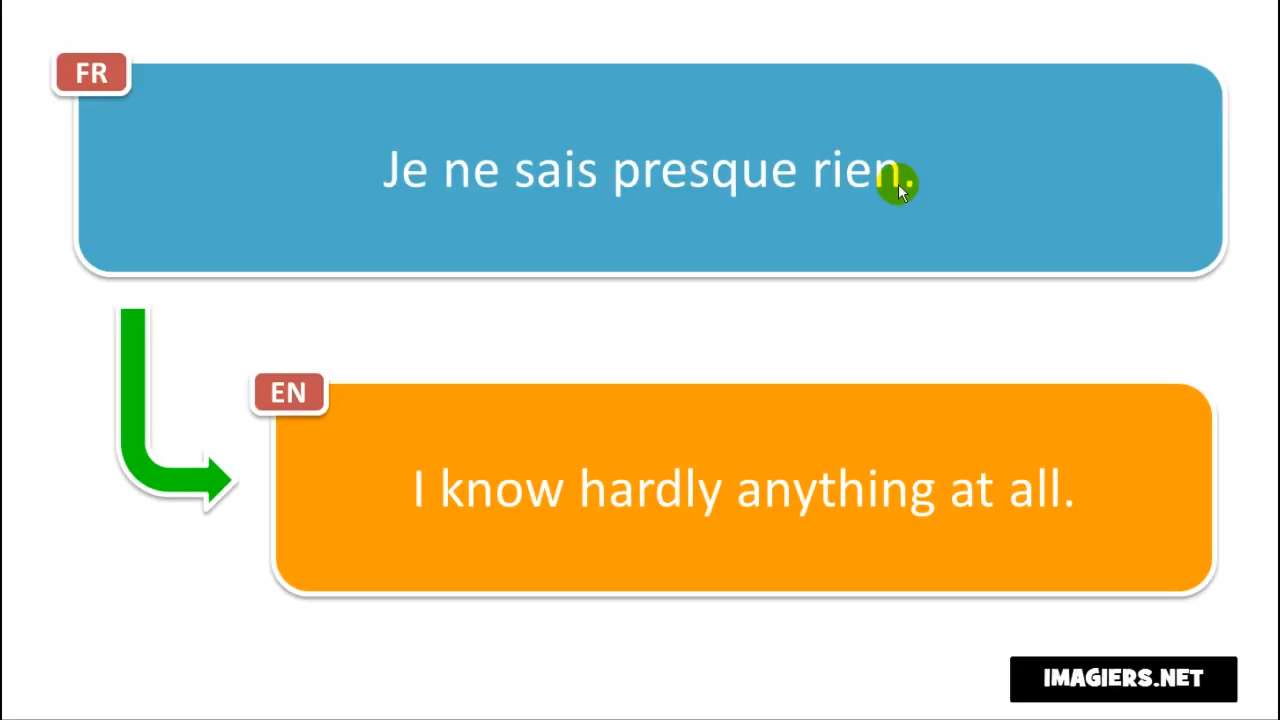 FR
Je ne sais presque rien.
EN
I know hardly anything at all.
IMAGIERS.NET